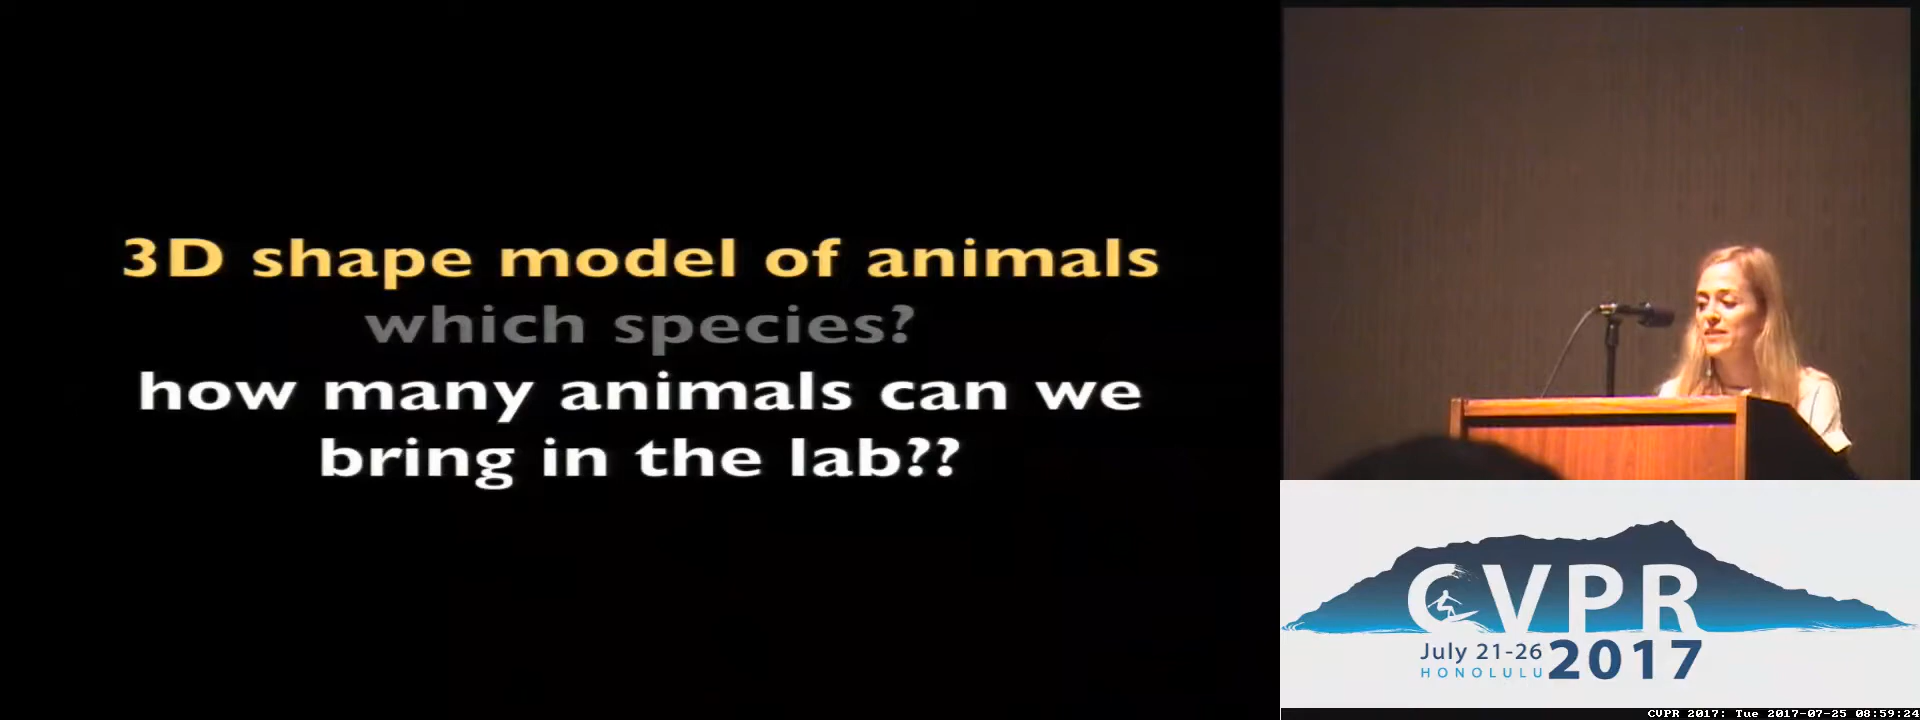 3D shape model of animals
which species?
how many animals can we
bring in the lab??
CVPR
July 21-26
HONOLULU
2017
CVPR 2017: Tue 2017-07-25 08:59:24